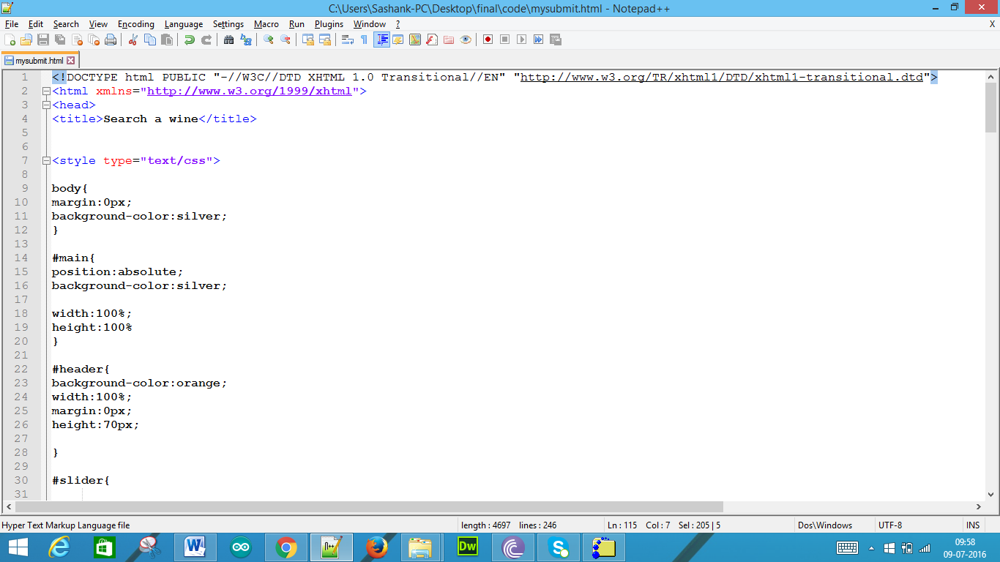 C:\Users\Sashank-PC\Desktop\final\code\mysubmit.html - Notepad++
File Edit Search View Encoding Language Settings Macro Run Plugins Window ? X
mysubmit.html
1 <!DOCTYPE html PUBLIC "-//W3C//DTD XHTML 1.0 Transitional//EN" "http://www.w3.org/TR/xhtml1/DTD/xhtml1-transitional.dtd">
2 <html xmlns="http://www.w3.org/1999/xhtml">
3 <head>
4 <title>Search a wine</title>
5
6
7 <style type="text/css">
8
9 body{
10 margin:0px;
11 background-color:silver;
12 }
13
14 #main{
15 position:absolute;
16 background-color:silver;
17
18 width:100%;
19 height:100%
20 }
21
22 #header{
23 background-color:orange;
24 width:100%;
25 margin:0px;
26 height:70px;
27
28 }
29
30 #slider{
31
Hyper Text Markup Language file length : 4697 lines : 246 Ln : 115 Col : 7 Sel : 205 | 5 Dos\Windows UTF-8 INS
W n++ Dw S
09:58
09-07-2016